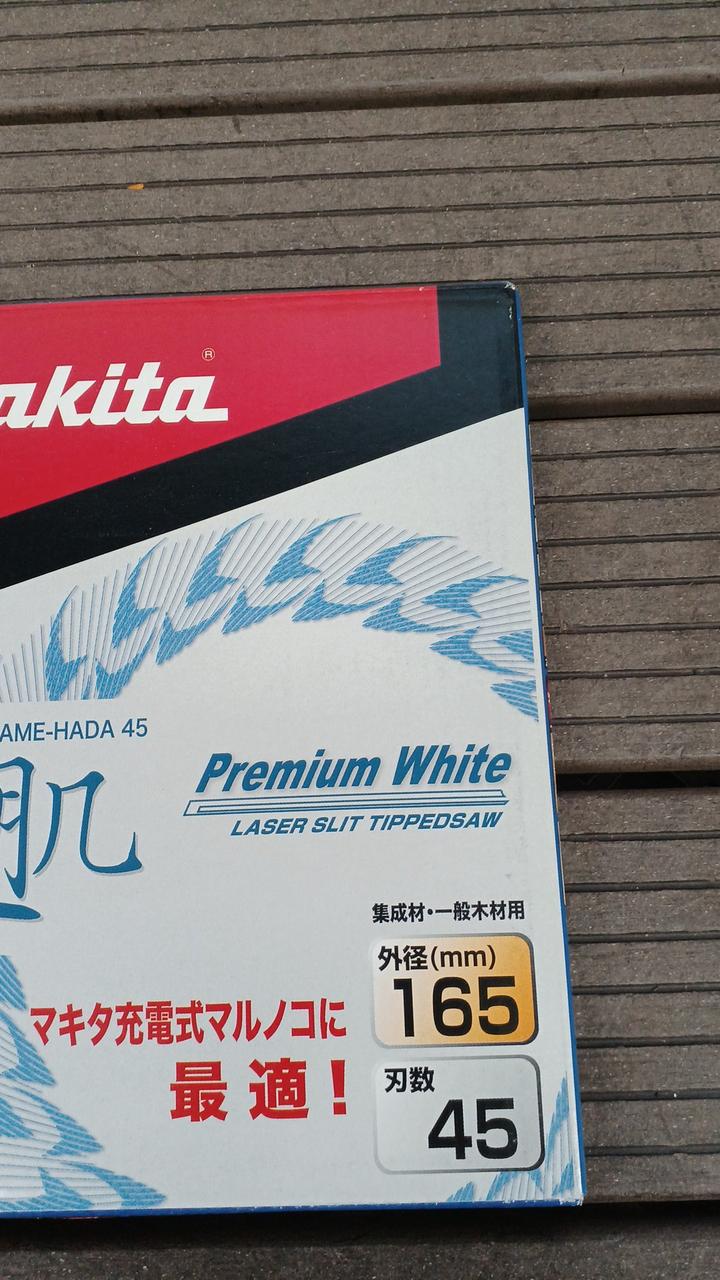 akita®
AME-HADA 45
肌
Premium White
LASER SLIT TIPPEDSAW
集成材・一般木材用
外径(mm)
165
マキタ充電式マルノコに
最適！
刃数
45